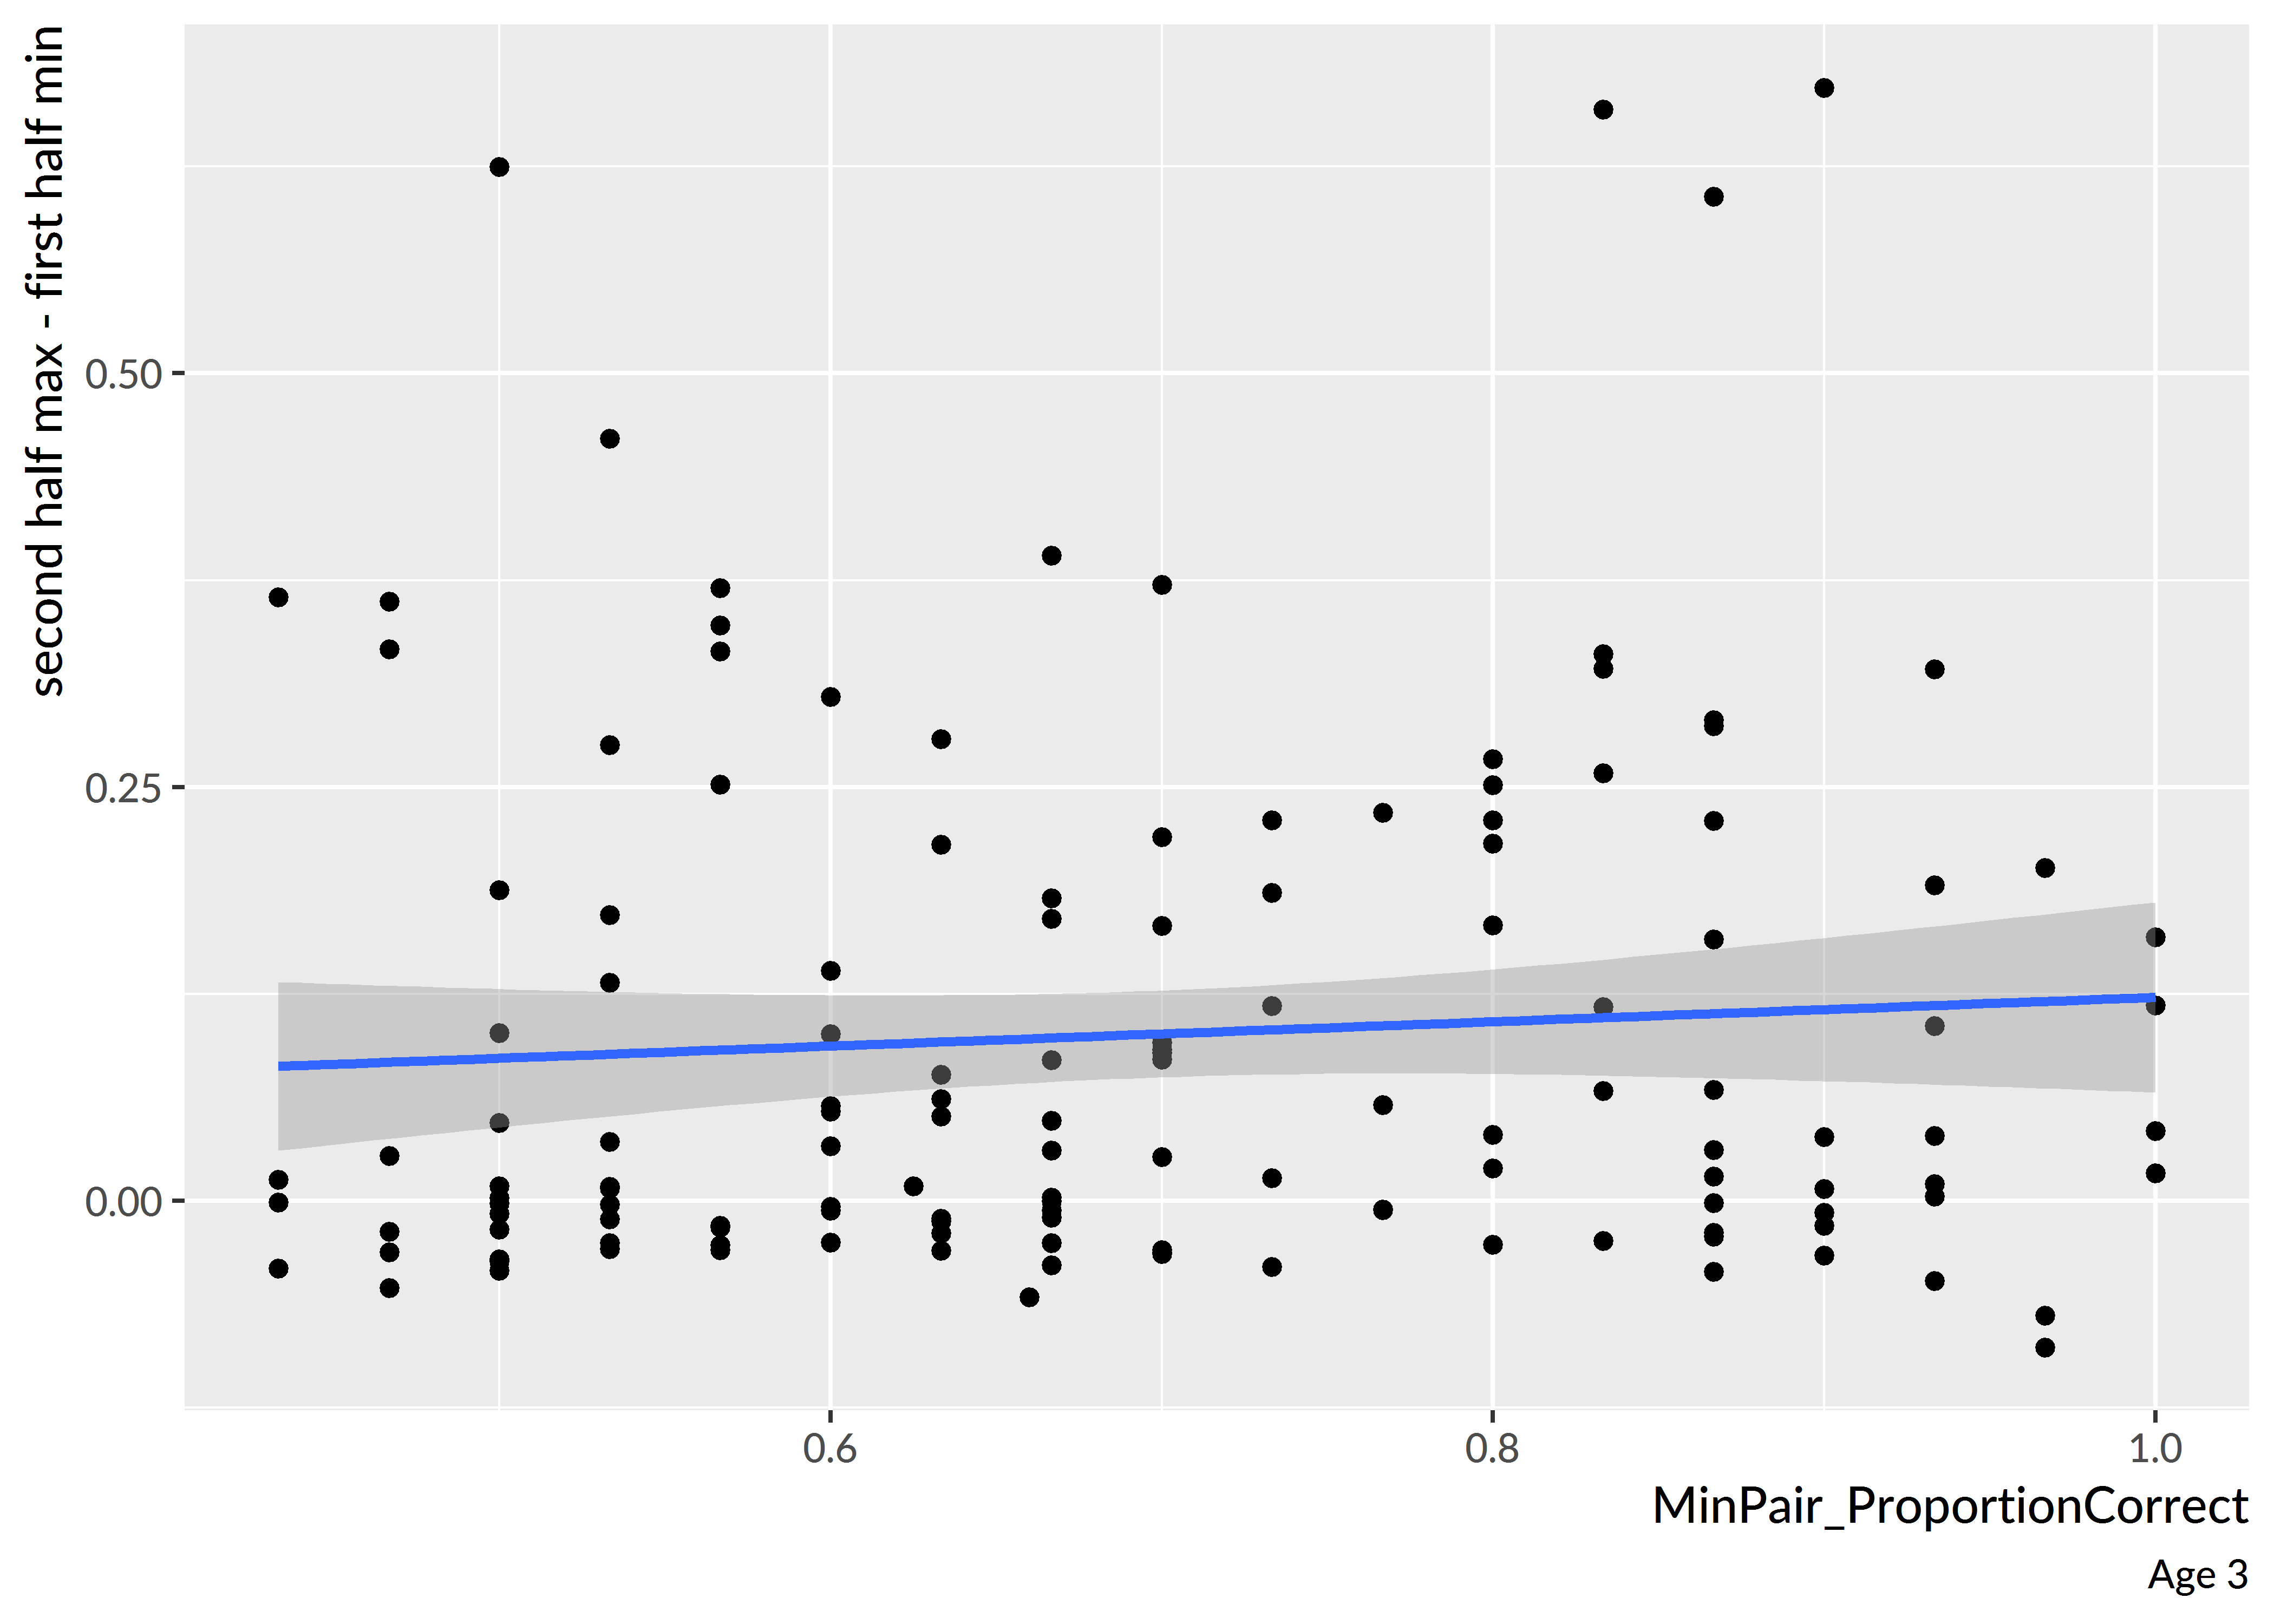 second half max - first half min
0.50
0.25
0.00
0.6 0.8 1.0
MinPair_ProportionCorrect
Age 3